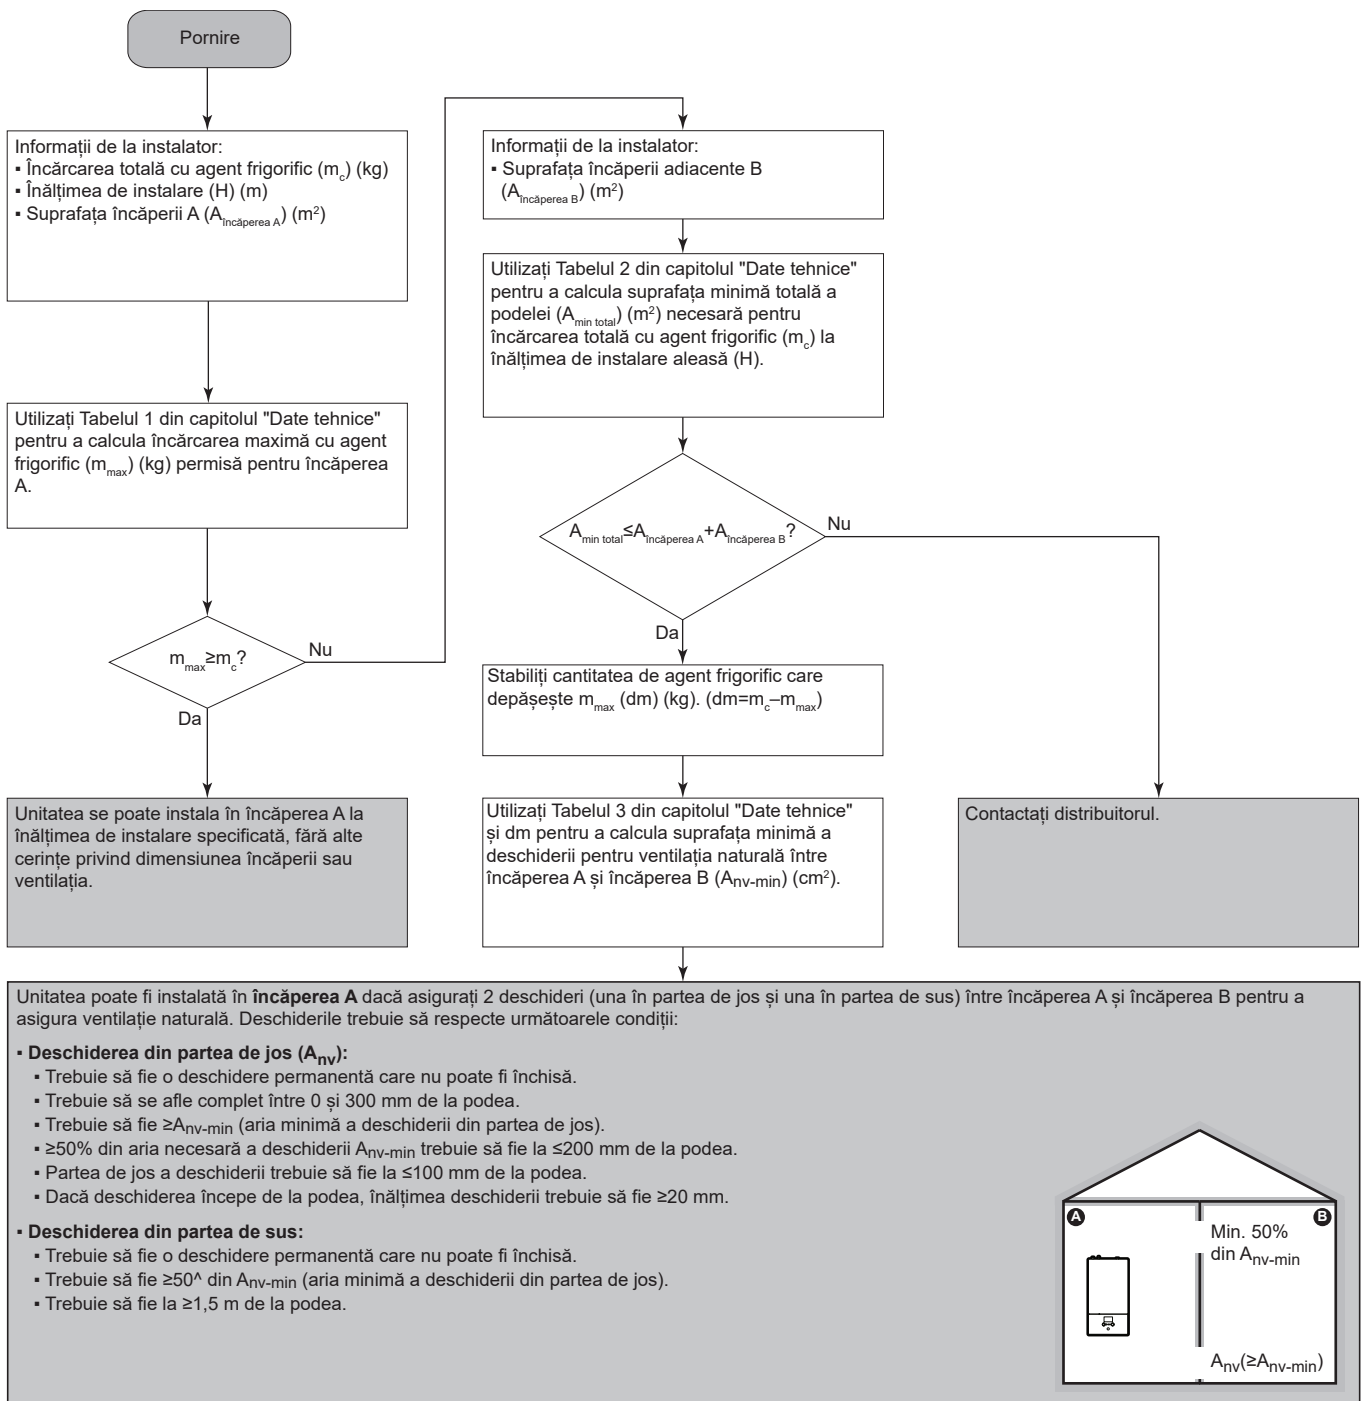 Pornire
Informații de la instalator:
▪ Încărcarea totală cu agent frigorific (mc) (kg)
▪ Înălțimea de instalare (H) (m)
▪ Suprafața încăperii A (Aîncăperea A) (m²)
Utilizați Tabelul 1 din capitolul "Date tehnice"
pentru a calcula încărcarea maximă cu agent
frigorific (mmax) (kg) permisă pentru încăperea
A.
mmax≥mc?
Nu
Da
Unitatea se poate instala în încăperea A la
înălțimea de instalare specificată, fără alte
cerințe privind dimensiunea încăperii sau
ventilația.
Informații de la instalator:
▪ Suprafața încăperii adiacente B
(Aîncăperea B) (m²)
Utilizați Tabelul 2 din capitolul "Date tehnice"
pentru a calcula suprafața minimă totală a
podelei (Amin total) (m²) necesară pentru
încărcarea totală cu agent frigorific (mc) la
înălțimea de instalare aleasă (H).
Amin total≤Aîncăperea A+Aîncăperea B?
Nu
Da
Stabiliți cantitatea de agent frigorific care
depășește mmax (dm) (kg). (dm=mc–mmax)
Utilizați Tabelul 3 din capitolul "Date tehnice"
și dm pentru a calcula suprafața minimă a
deschiderii pentru ventilația naturală între
încăperea A și încăperea B (Anv-min) (cm²).
Contactați distribuitorul.
Unitatea poate fi instalată în încăperea A dacă asigurați 2 deschideri (una în partea de jos și una în partea de sus) între încăperea A și încăperea B pentru a
asigura ventilație naturală. Deschiderile trebuie să respecte următoarele condiții:
▪ Deschiderea din partea de jos (Anv):
▪ Trebuie să fie o deschidere permanentă care nu poate fi închisă.
▪ Trebuie să se afle complet între 0 și 300 mm de la podea.
▪ Trebuie să fie ≥Anv-min (aria minimă a deschiderii din partea de jos).
▪ ≥50% din aria necesară a deschiderii Anv-min trebuie să fie la ≤200 mm de la podea.
▪ Partea de jos a deschiderii trebuie să fie la ≤100 mm de la podea.
▪ Dacă deschiderea începe de la podea, înălțimea deschiderii trebuie să fie ≥20 mm.
▪ Deschiderea din partea de sus:
▪ Trebuie să fie o deschidere permanentă care nu poate fi închisă.
▪ Trebuie să fie ≥50^ din Anv-min (aria minimă a deschiderii din partea de jos).
▪ Trebuie să fie la ≥1,5 m de la podea.
A
B
Min. 50%
din Anv-min
Anv(≥Anv-min)